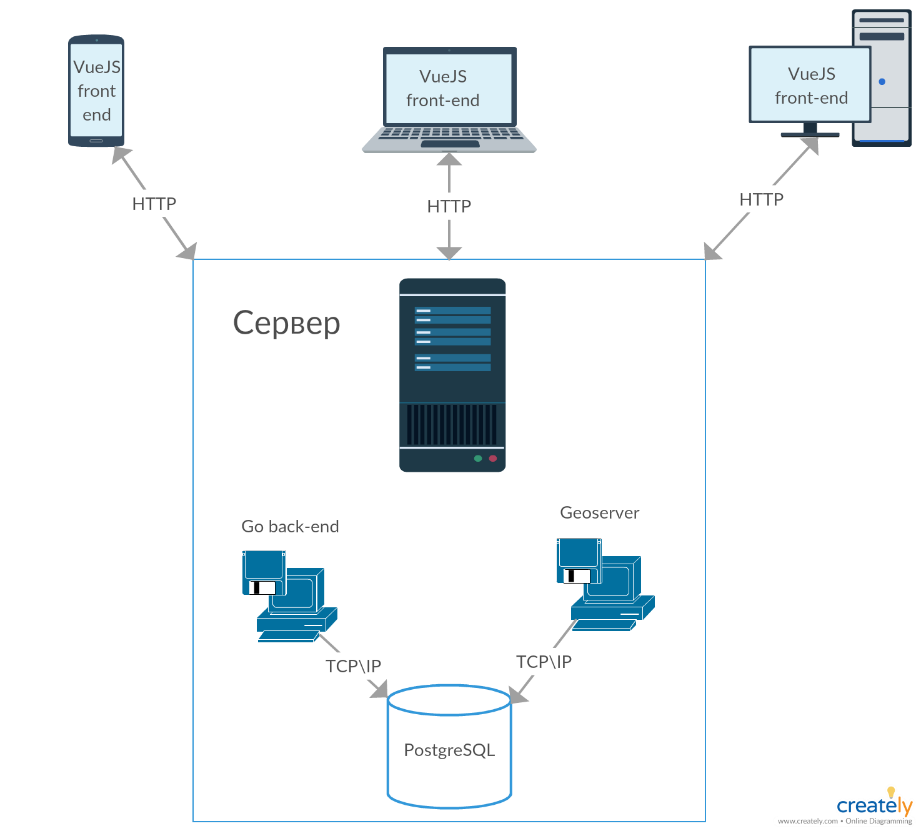 VueJS
front
end
VueJS
front-end
VueJS
front-end
HTTP
HTTP
HTTP
Сервер
Go back-end
Geoserver
TCP\IP
TCP\IP
PostgreSQL
creately
www.creately.com • Online Diagramming